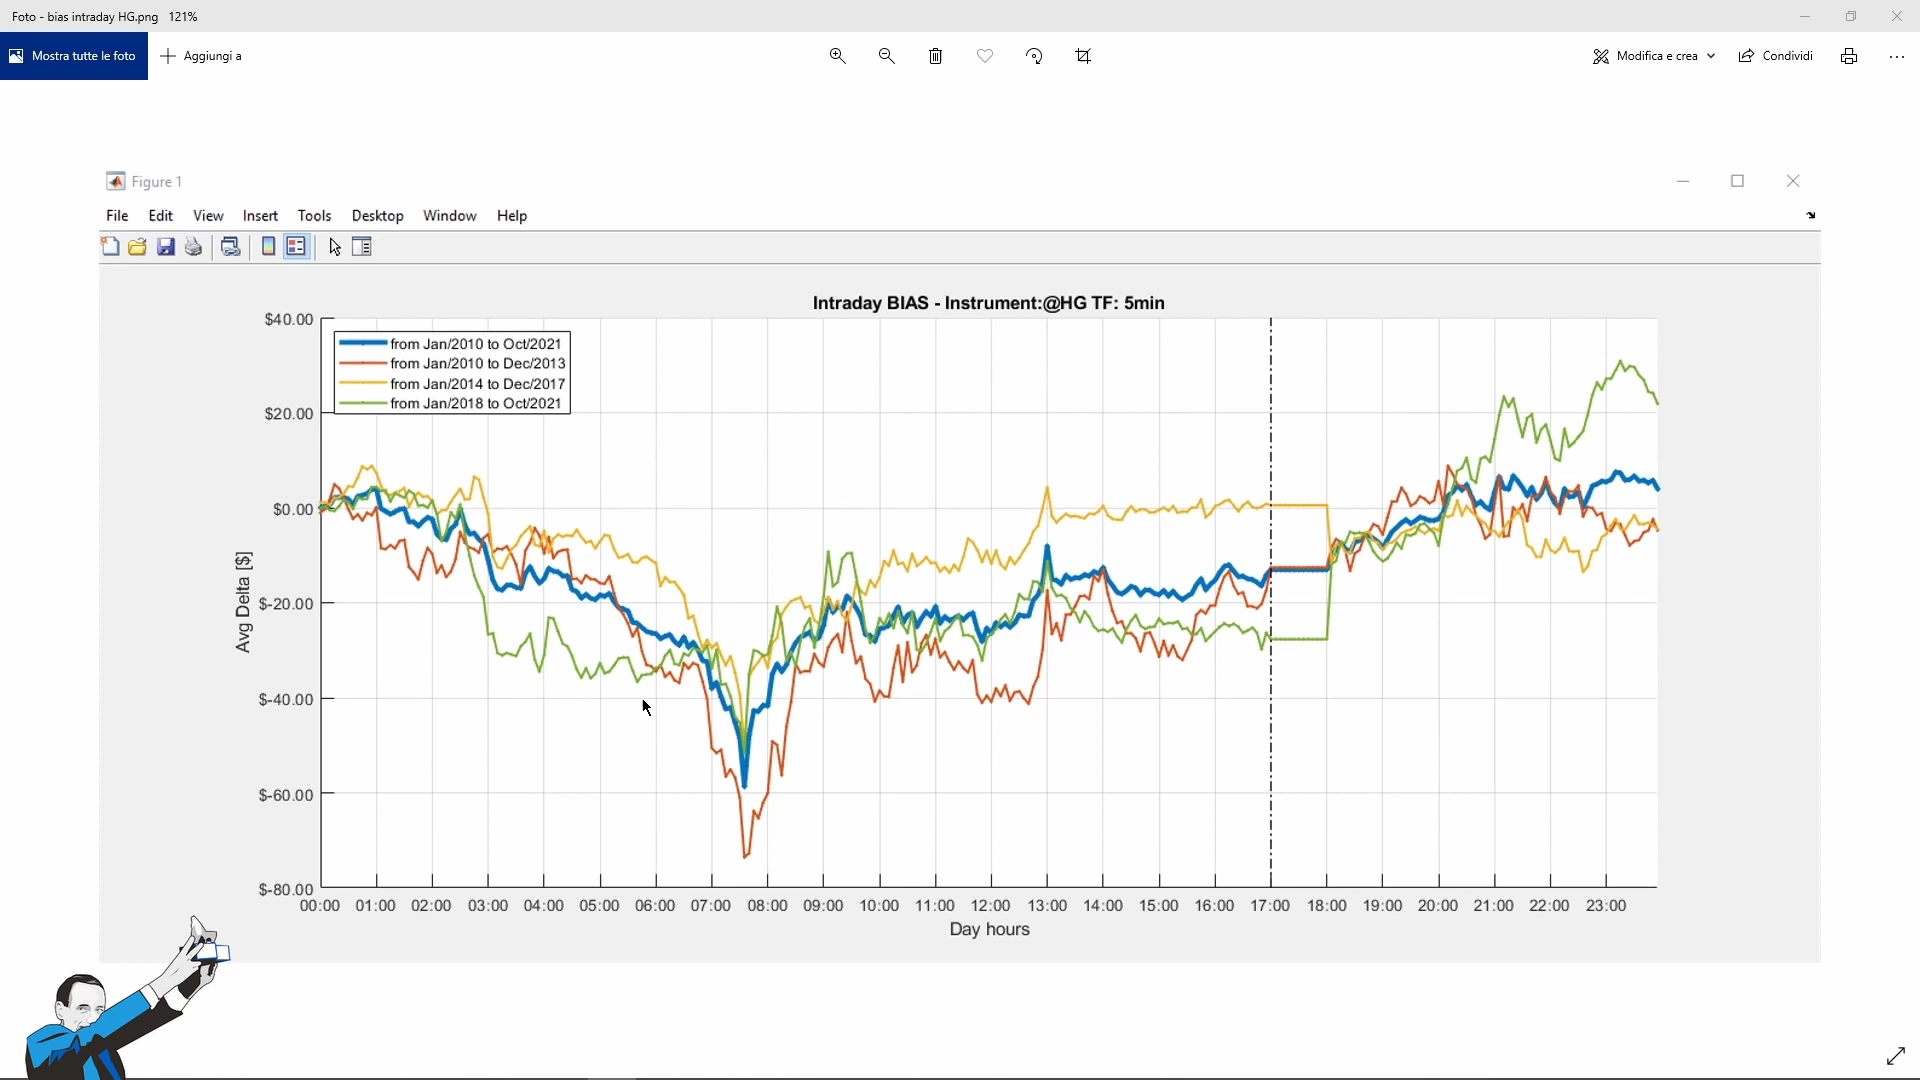 Foto - bias intraday HG.png 121%
Mostra tutte le foto Aggiungi a Modifica e crea Condividi
Figure 1
File Edit View Insert Tools Desktop Window Help
Intraday BIAS - Instrument:@HG TF: 5min
from Jan/2010 to Oct/2021
from Jan/2010 to Dec/2013
from Jan/2014 to Dec/2017
from Jan/2018 to Oct/2021
$40.00
$20.00
$0.00
$-20.00
$-40.00
$-60.00
$-80.00
Avg Delta [$]
00:00 01:00 02:00 03:00 04:00 05:00 06:00 07:00 08:00 09:00 10:00 11:00 12:00 13:00 14:00 15:00 16:00 17:00 18:00 19:00 20:00 21:00 22:00 23:00
Day hours